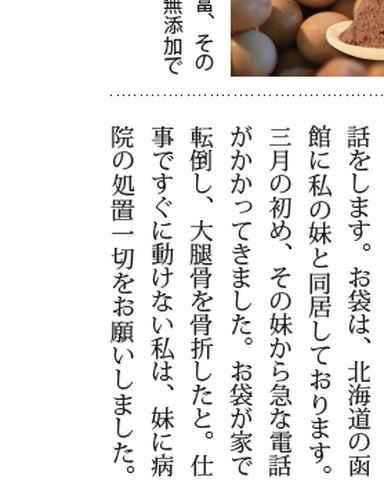 富、その
無添加で
話をします。お袋は、北海道の函
館に私の妹と同居しております。
三月の初め、その妹から急な電話
がかかってきました。お袋が家で
転倒し、大腿骨を骨折したと。仕
事ですぐに動けない私は、妹に病
院の処置一切をお願いしました。